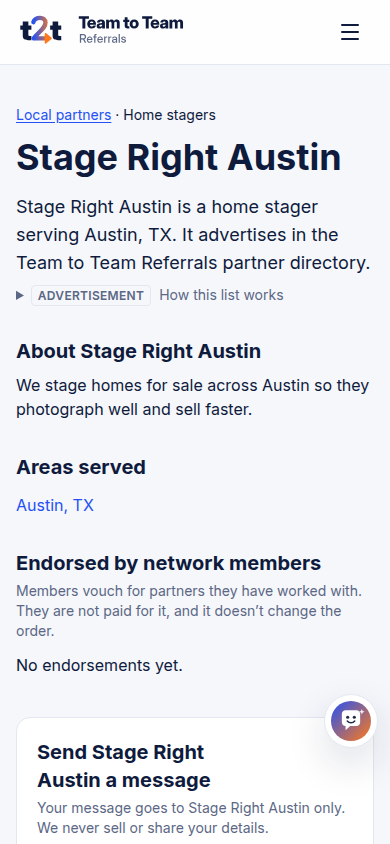 t2t Team to Team
Referrals
Local partners · Home stagers
Stage Right Austin
Stage Right Austin is a home stager
serving Austin, TX. It advertises in the
Team to Team Referrals partner directory.
ADVERTISEMENT How this list works
About Stage Right Austin
We stage homes for sale across Austin so they
photograph well and sell faster.
Areas served
Austin, TX
Endorsed by network members
Members vouch for partners they have worked with.
They are not paid for it, and it doesn’t change the
order.
No endorsements yet.
Send Stage Right
Austin a message
Your message goes to Stage Right Austin only.
We never sell or share your details.